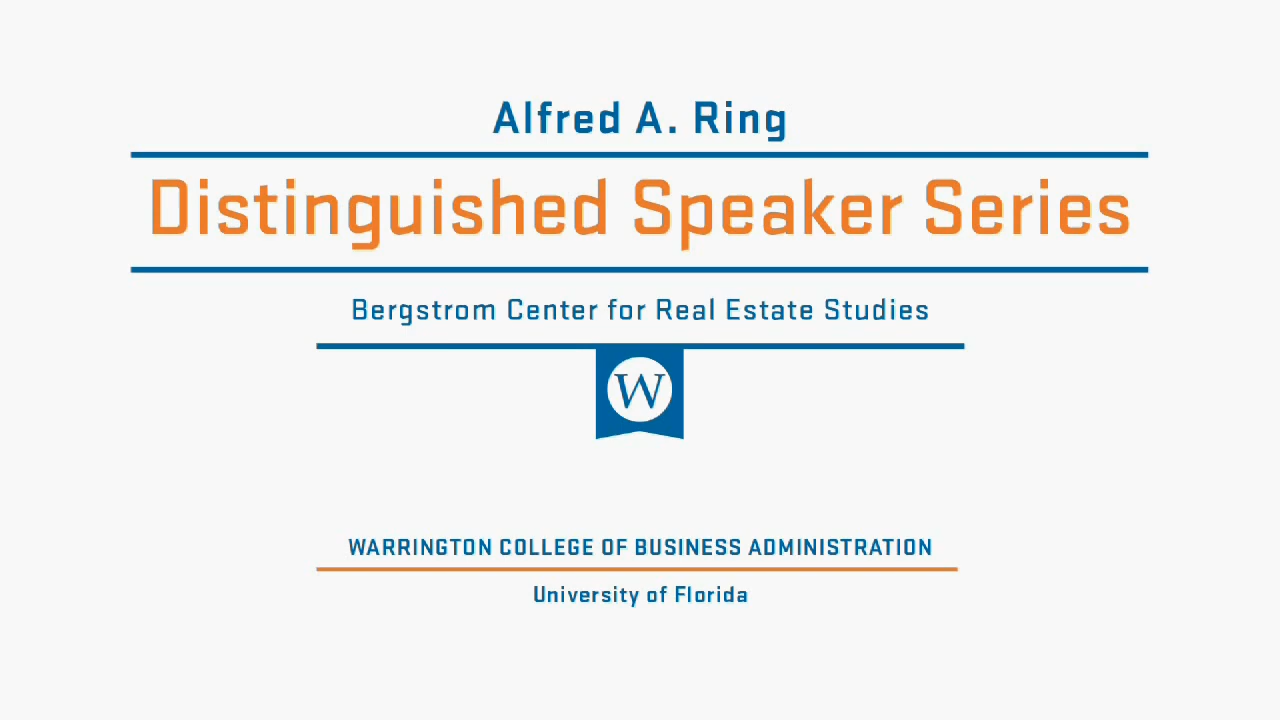 Alfred A. Ring
Distinguished Speaker Series
Bergstrom Center for Real Estate Studies
W
WARRINGTON COLLEGE OF BUSINESS ADMINISTRATION
University of Florida